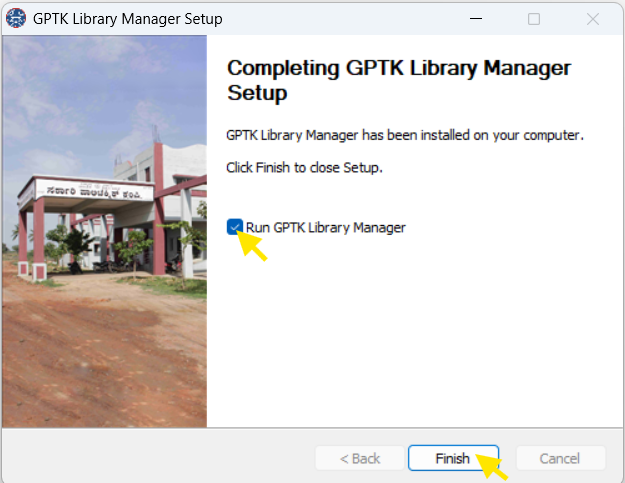 GPTK Library Manager Setup
Completing GPTK Library Manager
Setup
GPTK Library Manager has been installed on your computer.
Click Finish to close Setup.
ಸರ್ಕಾರಿ ಪಾಲಿಟೆಕ್ನಿಕ್ ಕಂಪ್ಲಿ.
Run GPTK Library Manager
< Back
Finish
Cancel